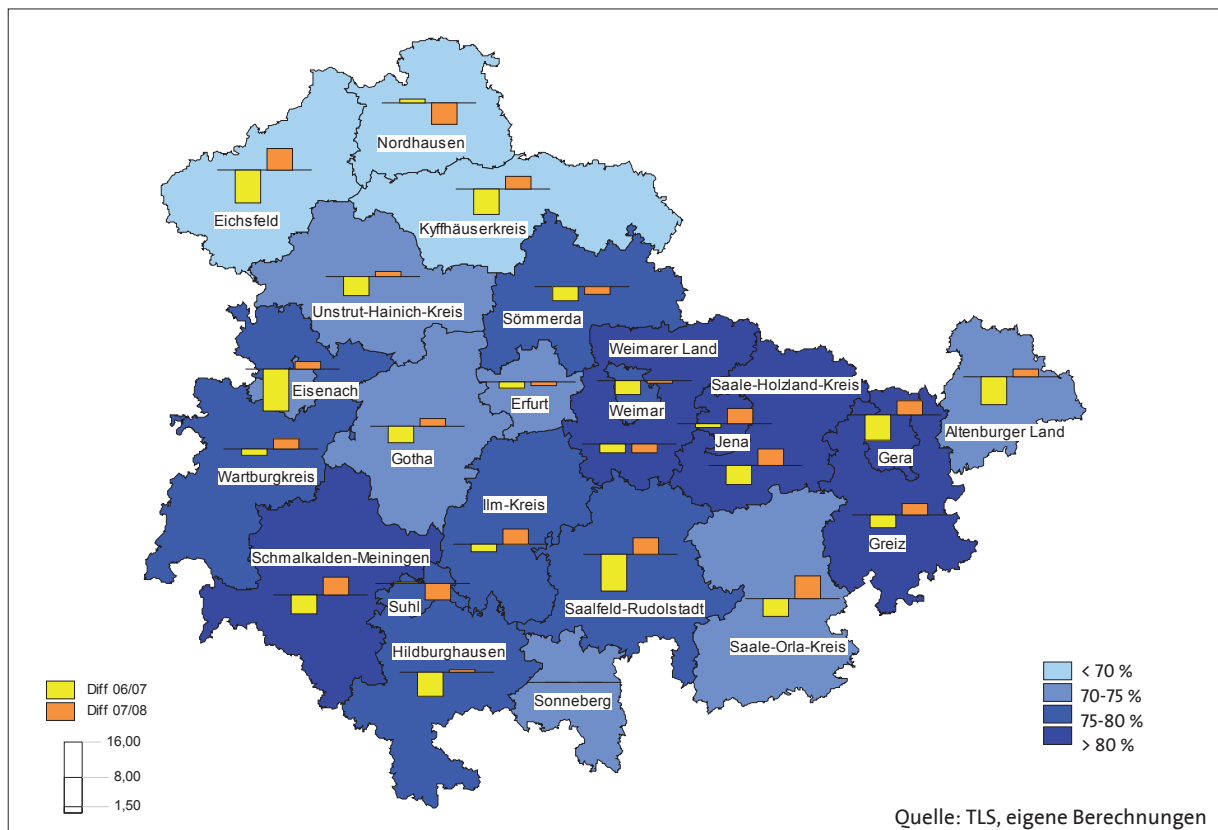 Nordhausen
Eichsfeld
Kyffhäuserkreis
Unstrut-Hainich-Kreis
Sömmerda
Weimarer Land
Eisenach
Erfurt
Weimar
Saale-Holzland-Kreis
Jena
Gera
Altenburger Land
Gotha
Wartburgkreis
Ilm-Kreis
Greiz
Schmalkalden-Meiningen
Suhl
Saalfeld-Rudolstadt
Saale-Orla-Kreis
Hildburghausen
Sonneberg
Diff 06/07
Diff 07/08
16,00
8,00
1,50
< 70 %
70-75 %
75-80 %
> 80 %
Quelle: TLS, eigene Berechnungen